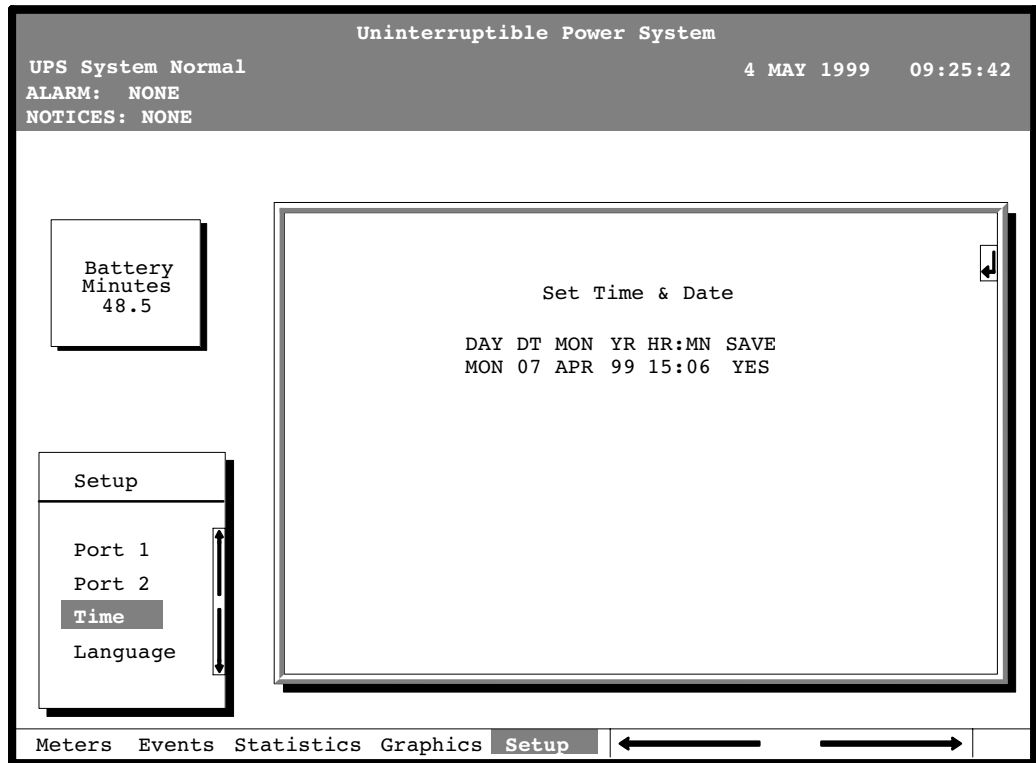 Uninterruptible Power System
UPS System Normal 4 MAY 1999 09:25:42
ALARM: NONE
NOTICES: NONE
Battery
Minutes
48.5
Set Time & Date
DAY DT MON YR HR:MN SAVE
MON 07 APR 99 15:06 YES
Setup
Port 1
Port 2
Time
Language
Meters Events Statistics Graphics Setup